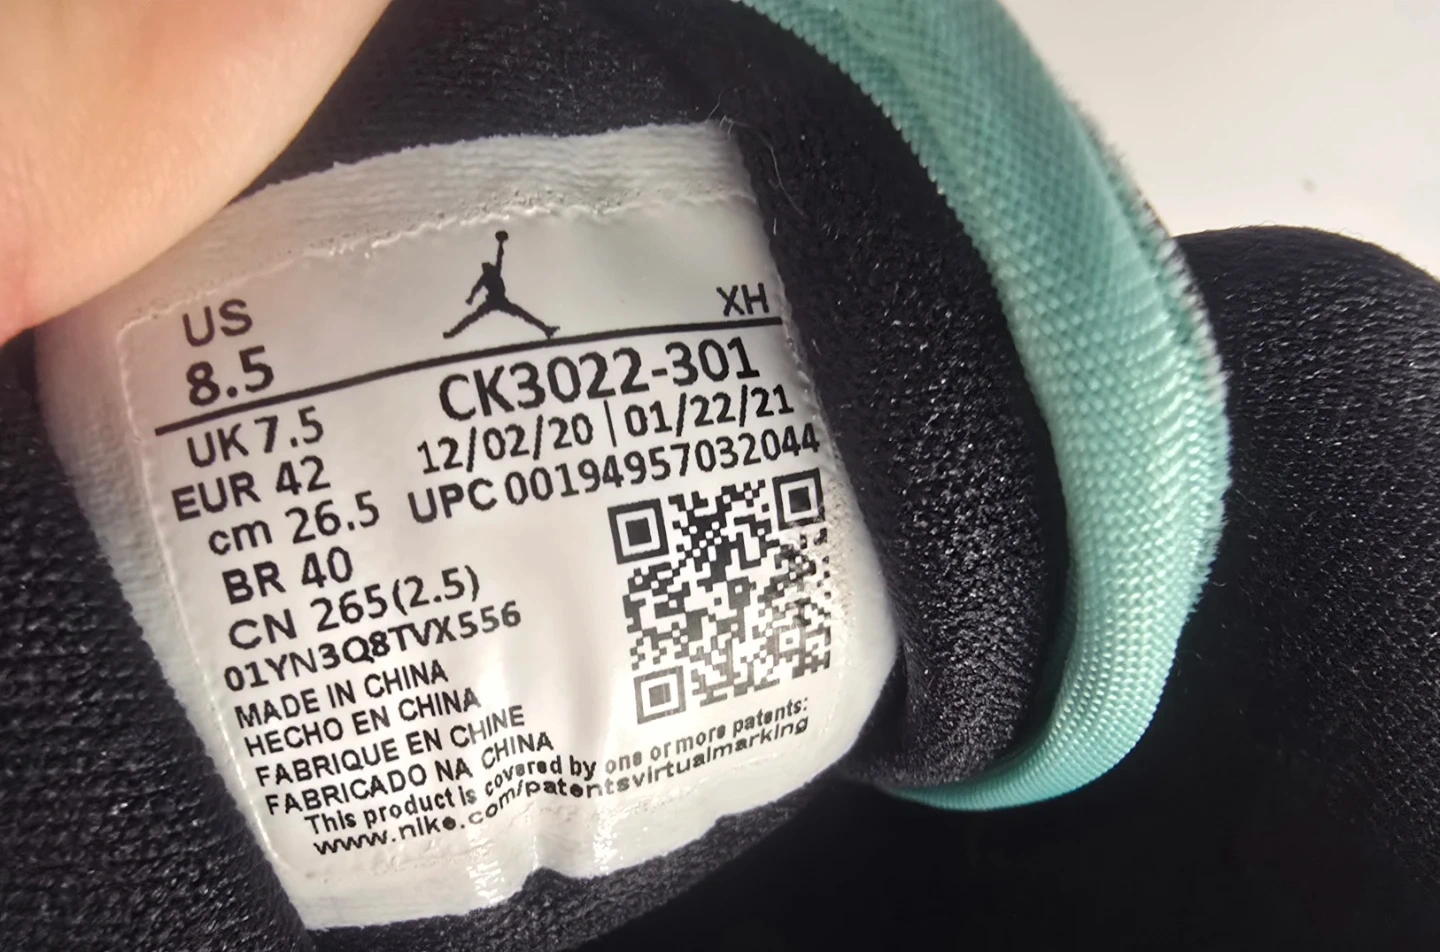 US
XH
8.5
CK3022-301
UK 7.5
12/02/20 | 01/22/21
EUR 42
UPC 00194957032044
cm 26.5
BR 40
CN 265(2.5)
01YN3Q8TVX556
MADE IN CHINA
HECHO EN CHINA
FABRIQUE EN CHINE
FABRICADO NA CHINA
This product is covered by one or more patents:
www.nike.com/patentsvirtualmarking